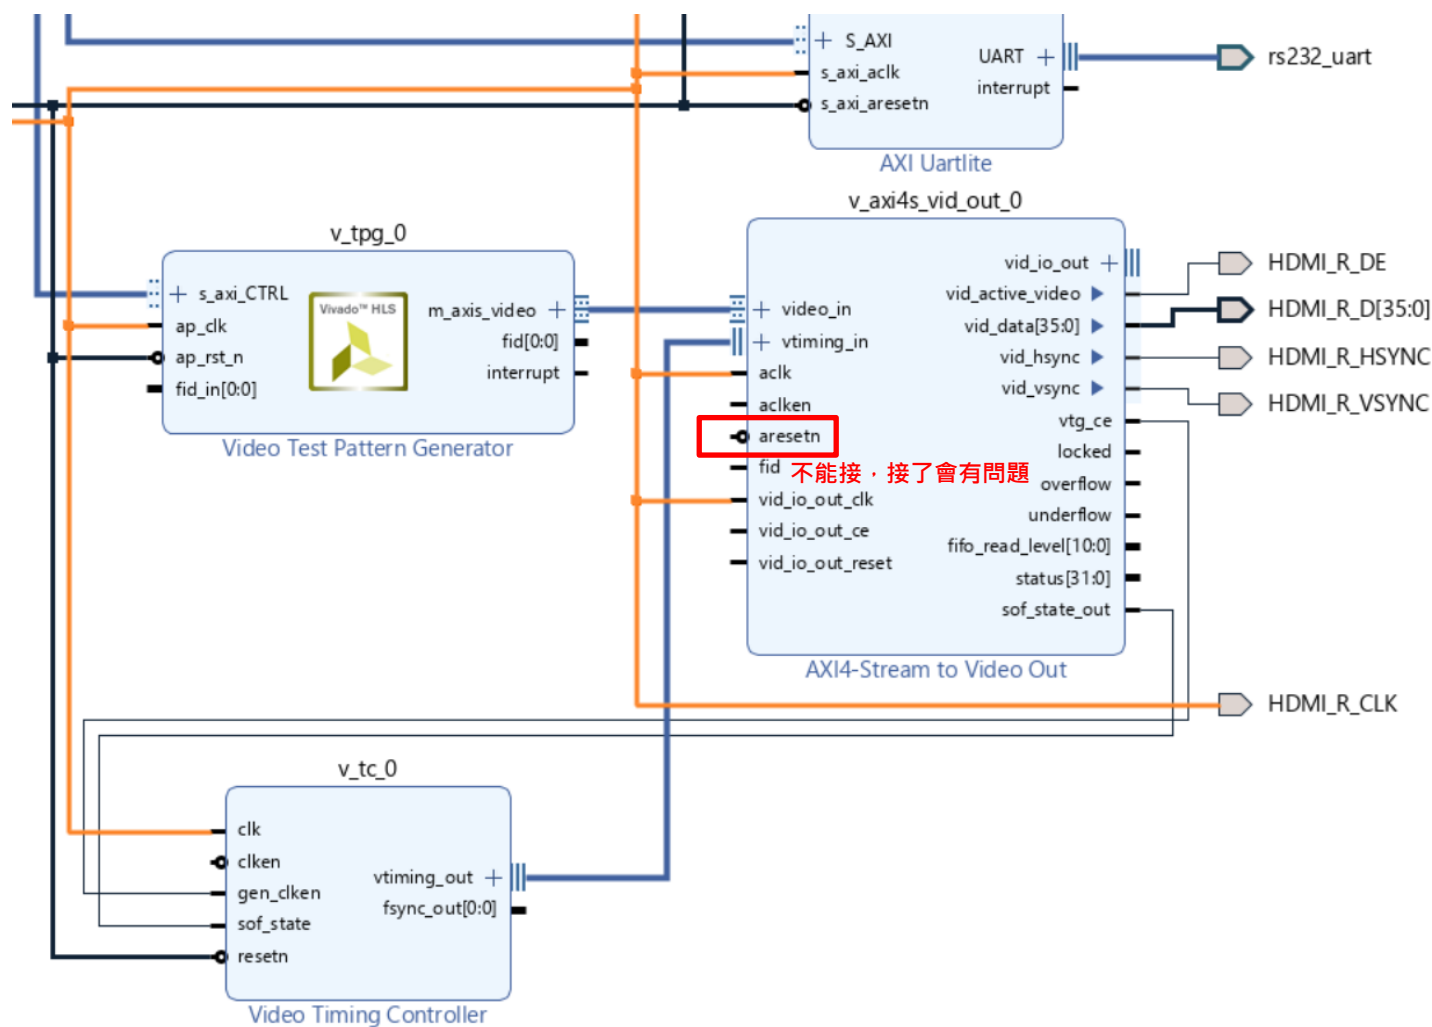 S_AXI
s_axi_aclk
s_axi_aresetn
UART
interrupt
rs232_uart
AXI Uartlite
v_tpg_0
s_axi_CTRL
ap_clk
ap_rst_n
fid_in[0:0]
Vivado™ HLS
m_axis_video
fid[0:0]
interrupt
Video Test Pattern Generator
v_axi4s_vid_out_0
video_in
vtiming_in
aclk
aclken
aresetn
fid
不能接，接了會有問題
vid_io_out_clk
vid_io_out_ce
vid_io_out_reset
vid_io_out
vid_active_video
vid_data[35:0]
vid_hsync
vid_vsync
vtg_ce
locked
overflow
underflow
fifo_read_level[10:0]
status[31:0]
sof_state_out
AXI4-Stream to Video Out
HDMI_R_DE
HDMI_R_D[35:0]
HDMI_R_HSYNC
HDMI_R_VSYNC
HDMI_R_CLK
v_tc_0
clk
clken
gen_clken
sof_state
resetn
vtiming_out
fsync_out[0:0]
Video Timing Controller